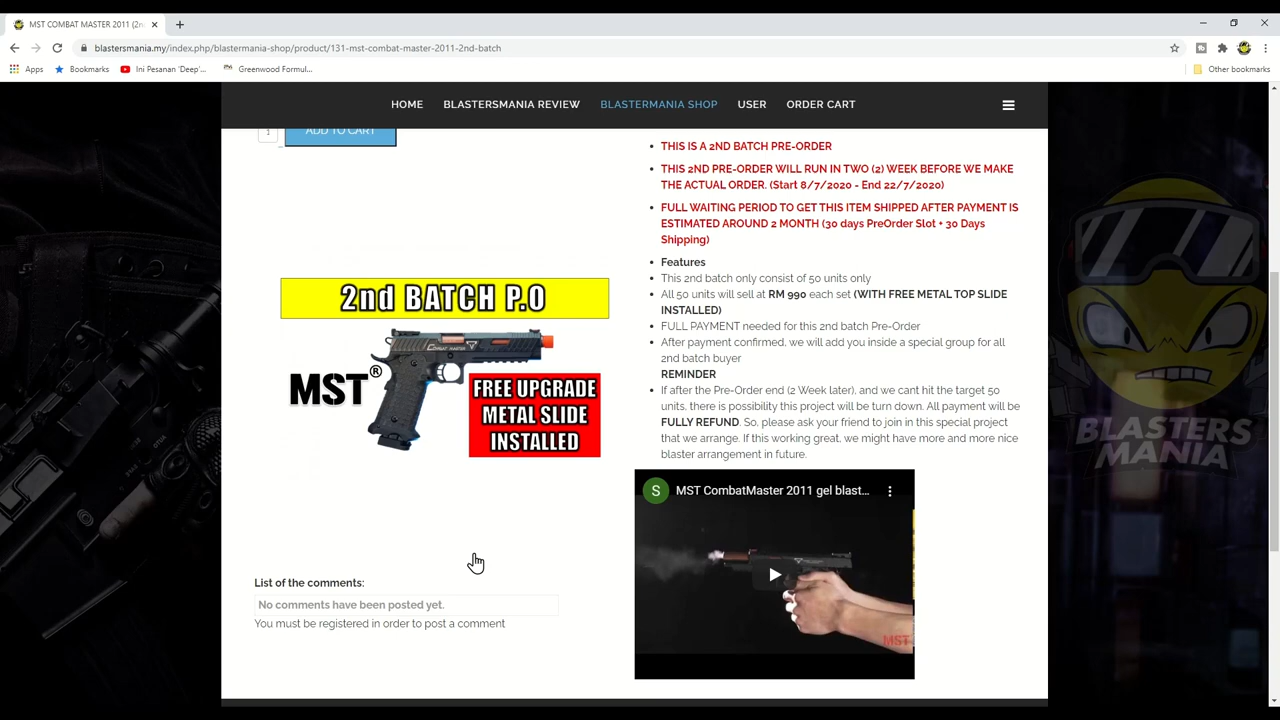 MST COMBAT MASTER 2011 (2n
blastersmania.my/index.php/blastermania-shop/product/131-mst-combat-master-2011-2nd-batch
Apps
Bookmarks
Ini Pesanan 'Deep'...
Greenwood Formul...
Other bookmarks
HOME
BLASTERSMANIA REVIEW
BLASTERMANIA SHOP
USER
ORDER CART
1
ADD TO CART
2nd BATCH P.O
COMBAT MASTER
MST®
FREE UPGRADE
METAL SLIDE
INSTALLED
List of the comments:
No comments have been posted yet.
You must be registered in order to post a comment
THIS IS A 2ND BATCH PRE-ORDER
THIS 2ND PRE-ORDER WILL RUN IN TWO (2) WEEK BEFORE WE MAKE
THE ACTUAL ORDER. (Start 8/7/2020 - End 22/7/2020)
FULL WAITING PERIOD TO GET THIS ITEM SHIPPED AFTER PAYMENT IS
ESTIMATED AROUND 2 MONTH (30 days PreOrder Slot + 30 Days
Shipping)
Features
This 2nd batch only consist of 50 units only
All 50 units will sell at RM 990 each set (WITH FREE METAL TOP SLIDE
INSTALLED)
FULL PAYMENT needed for this 2nd batch Pre-Order
After payment confirmed, we will add you inside a special group for all
2nd batch buyer
REMINDER
If after the Pre-Order end (2 Week later), and we cant hit the target 50
units, there is possibility this project will be turn down. All payment will be
FULLY REFUND. So, please ask your friend to join in this special project
that we arrange. If this working great, we might have more and more nice
blaster arrangement in future.
S
MST CombatMaster 2011 gel blast...
MST
BLASTERS
MANIA